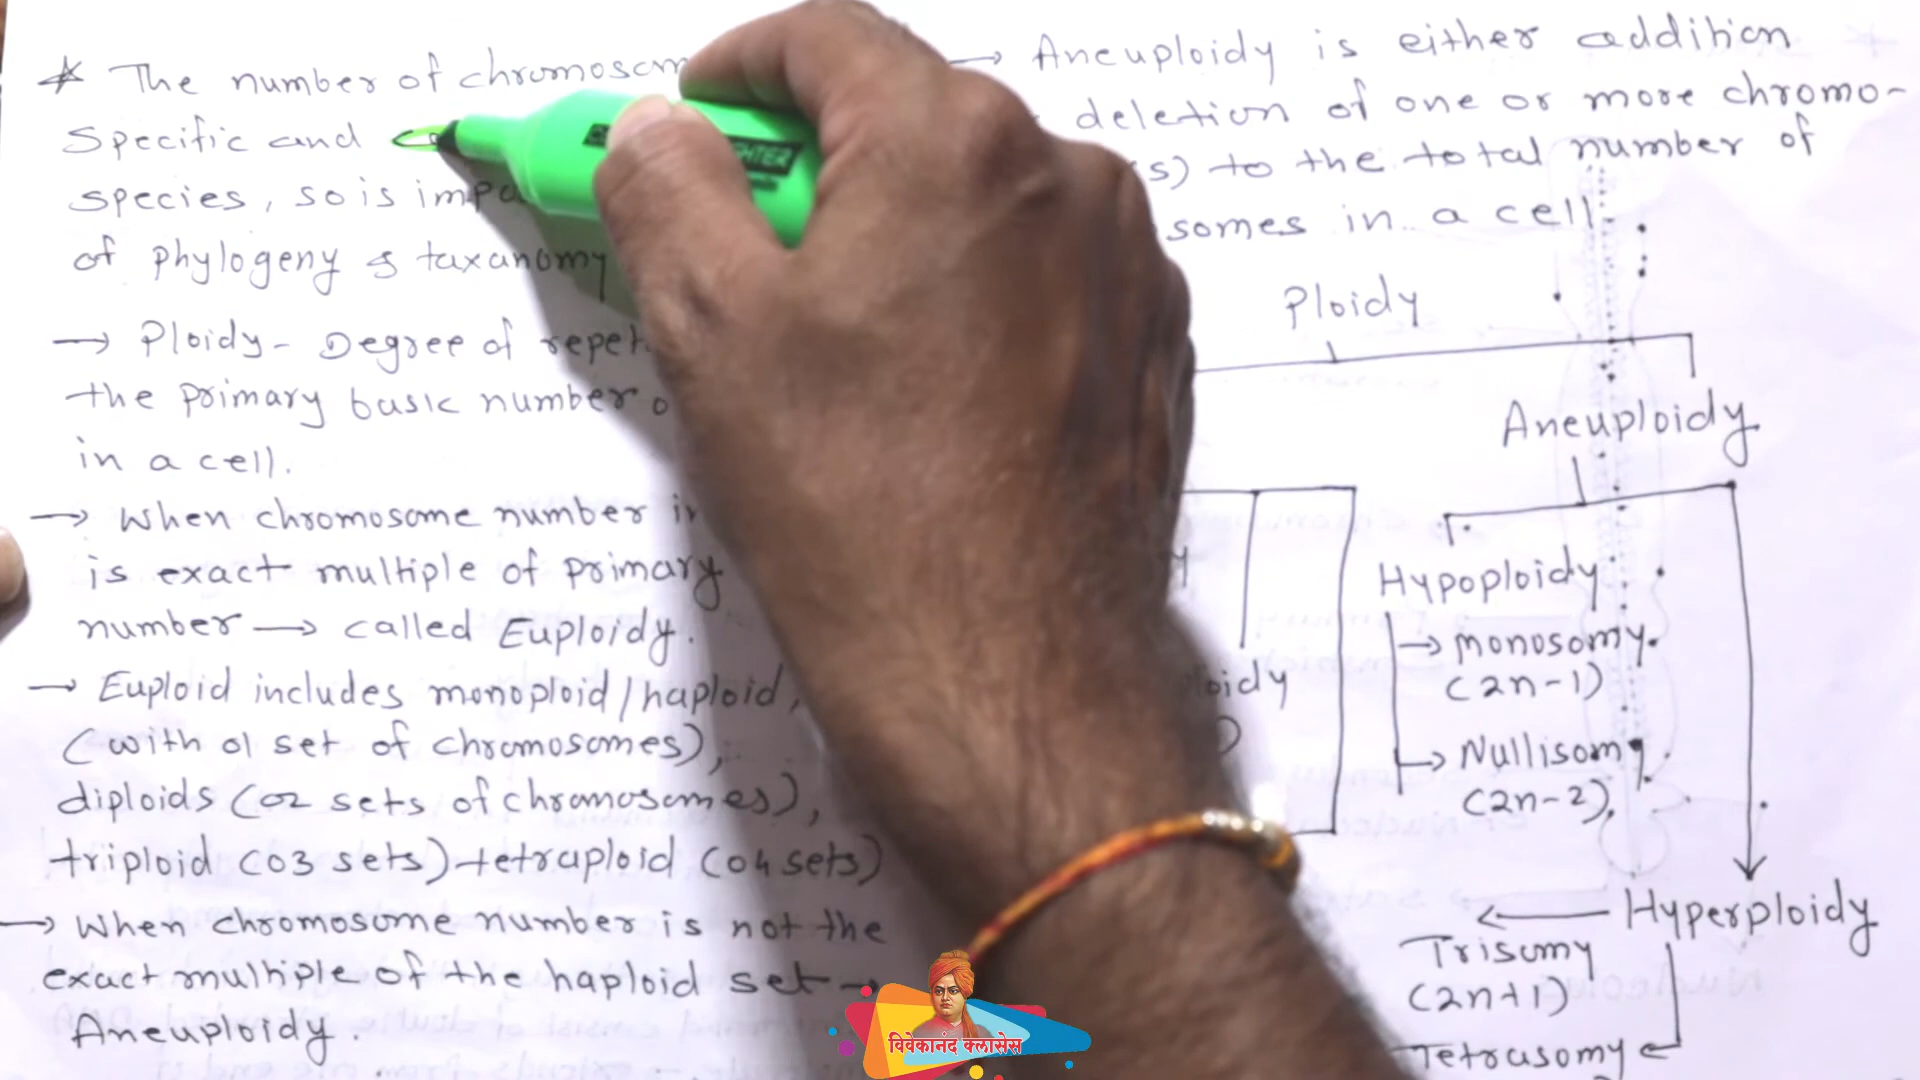 * The number of chromosom
Specific and
species, so is impo
of phylogeny & taxanomy
→ Ploidy - Degree of repet
the primary basic number o
in a cell.
→ When chromosome number in
is exact multiple of primary
number → called Euploidy.
→ Euploid includes monoploid/haploid,
(with 01 set of chromosomes),
diploids (02 sets of chromosomes),
triploid (03 sets) tetraploid (04 sets)
→ When chromosome number is not the
exact multiple of the haploid set →
Aneuploidy.
→ Aneuploidy is either addition
deletion of one or more chromo-
(s) to the total number of
somes in a cell.
Ploidy
Aneuploidy
Hypoploidy
→ monosomy.
(2n-1)
→ Nullisomy
(2n-2),
ploidy
Hyperploidy
Trisomy
(2n+1)
Tetrasomy
विवेकानंद क्लासेस